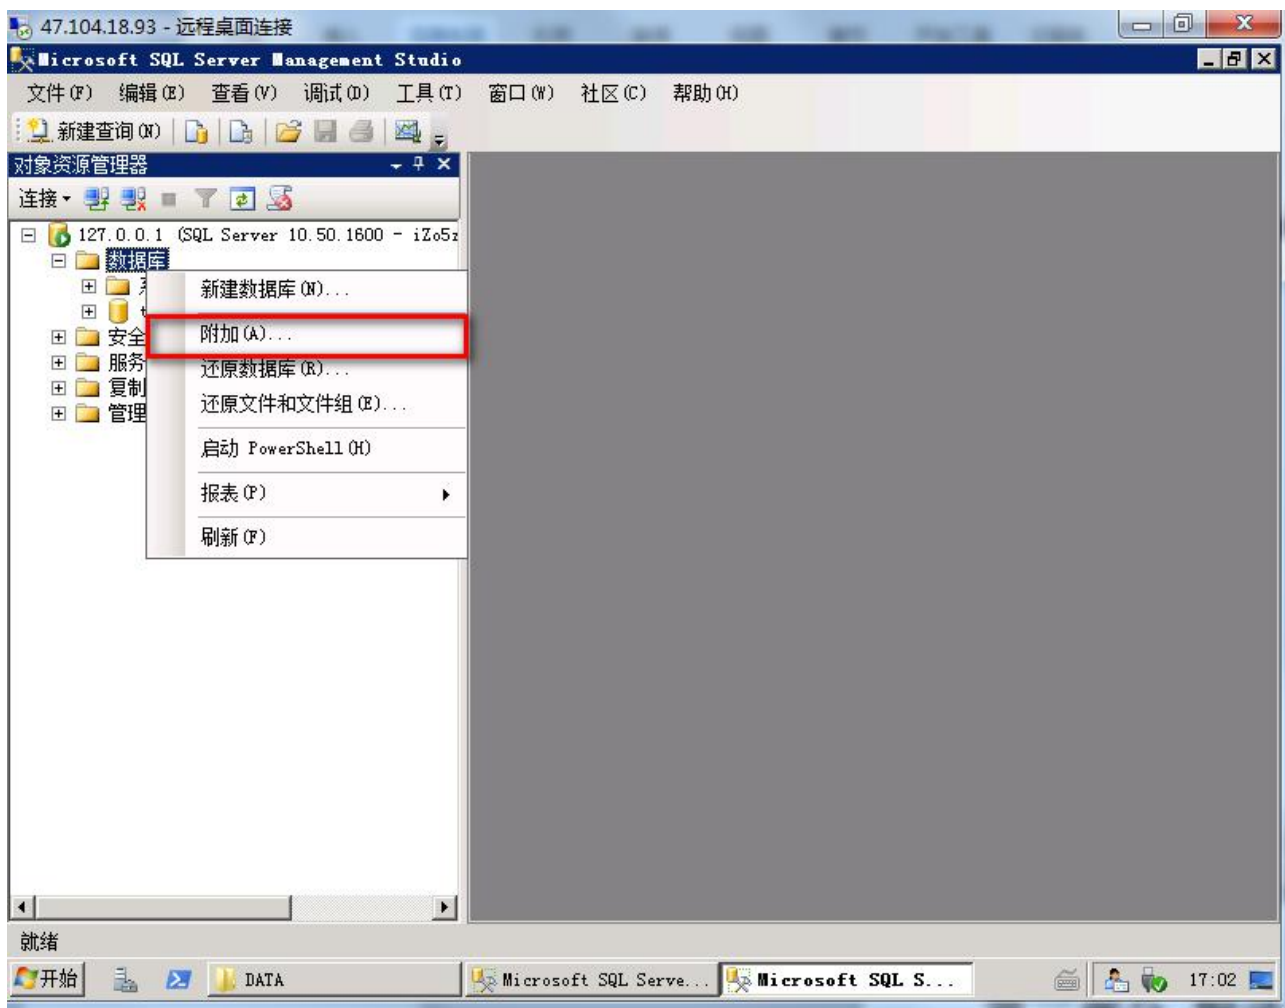 47.104.18.93 - 远程桌面连接
Microsoft SQL Server Management Studio
文件(F) 编辑(E) 查看(V) 调试(D) 工具(T) 窗口(W) 社区(C) 帮助(H)
新建查询(N)
对象资源管理器
连接
127.0.0.1 (SQL Server 10.50.1600 - iZo5z
数据库
新建数据库(N)...
t
安全
附加(A)...
服务
还原数据库(R)...
复制
还原文件和文件组(E)...
管理
启动 PowerShell(H)
报表(P)
刷新(F)
就绪
开始 DATA Microsoft SQL Serve... Microsoft SQL S... 17:02